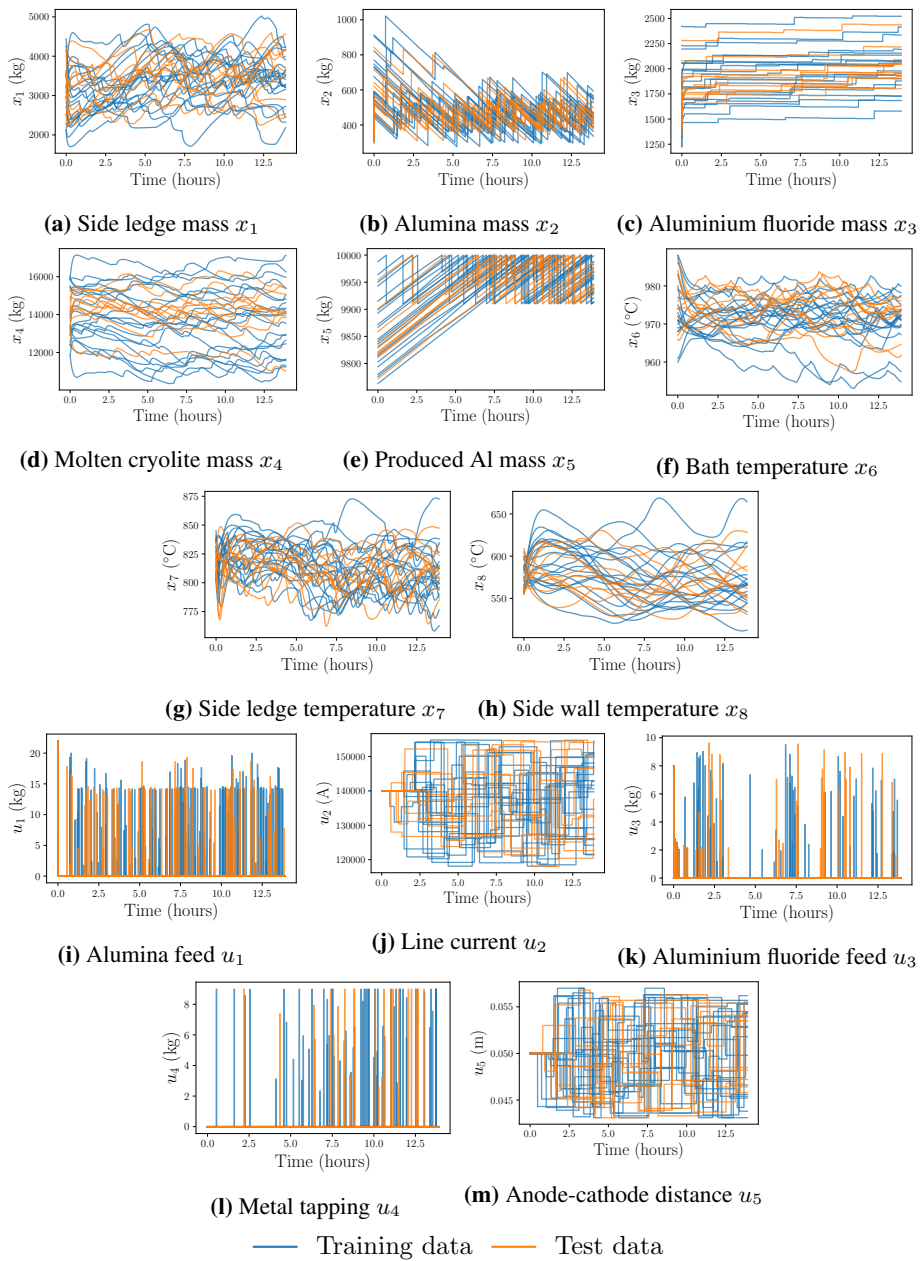 5000
4000
3000
2000
x1 (kg)
0.0 2.5 5.0 7.5 10.0 12.5
Time (hours)
(a) Side ledge mass x1
1000
800
600
400
x2 (kg)
0.0 2.5 5.0 7.5 10.0 12.5
Time (hours)
(b) Alumina mass x2
2500
2250
2000
1750
1500
1250
x3 (kg)
0.0 2.5 5.0 7.5 10.0 12.5
Time (hours)
(c) Aluminium fluoride mass x3
16000
14000
12000
x4 (kg)
0.0 2.5 5.0 7.5 10.0 12.5
Time (hours)
(d) Molten cryolite mass x4
10000
9950
9900
9850
9800
x5 (kg)
0.0 2.5 5.0 7.5 10.0 12.5
Time (hours)
(e) Produced Al mass x5
980
970
960
x6 (°C)
0.0 2.5 5.0 7.5 10.0 12.5
Time (hours)
(f) Bath temperature x6
875
850
825
800
775
x7 (°C)
0.0 2.5 5.0 7.5 10.0 12.5
Time (hours)
(g) Side ledge temperature x7
650
600
550
x8 (°C)
0.0 2.5 5.0 7.5 10.0 12.5
Time (hours)
(h) Side wall temperature x8
20
15
10
5
0
u1 (kg)
0.0 2.5 5.0 7.5 10.0 12.5
Time (hours)
(i) Alumina feed u1
150000
140000
130000
120000
u2 (A)
0.0 2.5 5.0 7.5 10.0 12.5
Time (hours)
(j) Line current u2
10
8
6
4
2
0
u3 (kg)
0.0 2.5 5.0 7.5 10.0 12.5
Time (hours)
(k) Aluminium fluoride feed u3
8
6
4
2
0
u4 (kg)
0.0 2.5 5.0 7.5 10.0 12.5
Time (hours)
(l) Metal tapping u4
0.055
0.050
0.045
u5 (m)
0.0 2.5 5.0 7.5 10.0 12.5
Time (hours)
(m) Anode-cathode distance u5
Training data Test data